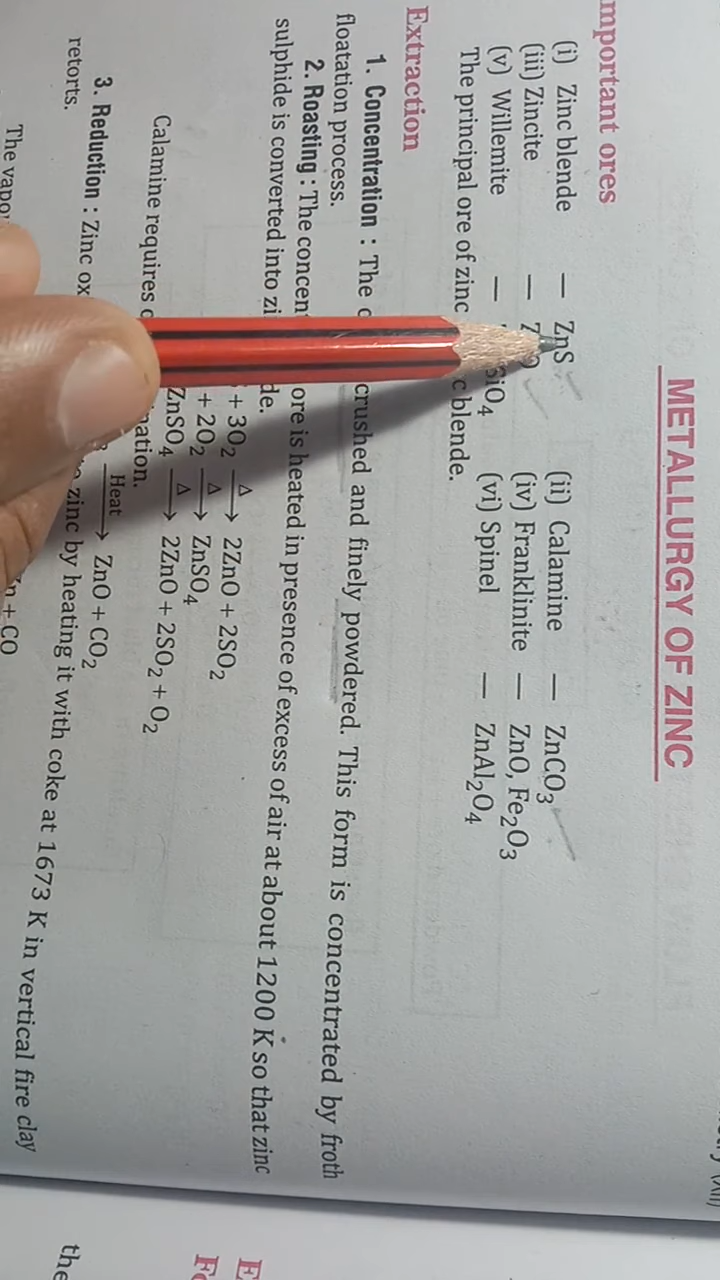 METALLURGY OF ZINC
mportant ores
(i) Zinc blende — ZnS (ii) Calamine — ZnCO₃
(iii) Zincite — (iv) Franklinite — ZnO, Fe₂O₃
(v) Willemite — SiO₄ (vi) Spinel — ZnAl₂O₄
The principal ore of zinc c blende.
Extraction
1. Concentration : The crushed and finely powdered. This form is concentrated by froth
floatation process.
2. Roasting : The concen ore is heated in presence of excess of air at about 1200 K so that zinc
sulphide is converted into zi de.
+ 3O₂ —Δ→ 2ZnO + 2SO₂
+ 2O₂ —Δ→ ZnSO₄
ZnSO₄ —Δ→ 2ZnO + 2SO₂ + O₂
Calamine requires nation.
—Heat→ ZnO + CO₂
3. Reduction : Zinc ox zinc by heating it with coke at 1673 K in vertical fire clay
retorts.
n + CO
The vapo
the